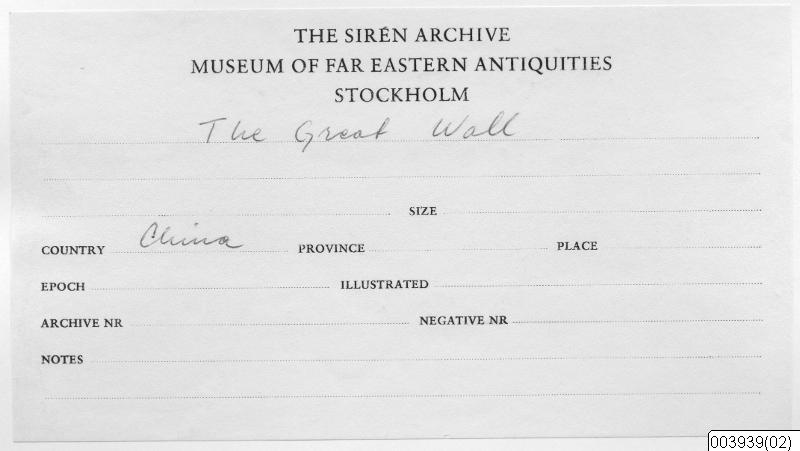 THE SIRÉN ARCHIVE
MUSEUM OF FAR EASTERN ANTIQUITIES
STOCKHOLM
The Great Wall
SIZE
COUNTRY China PROVINCE PLACE
EPOCH ILLUSTRATED
ARCHIVE NR NEGATIVE NR
NOTES
003939(02)